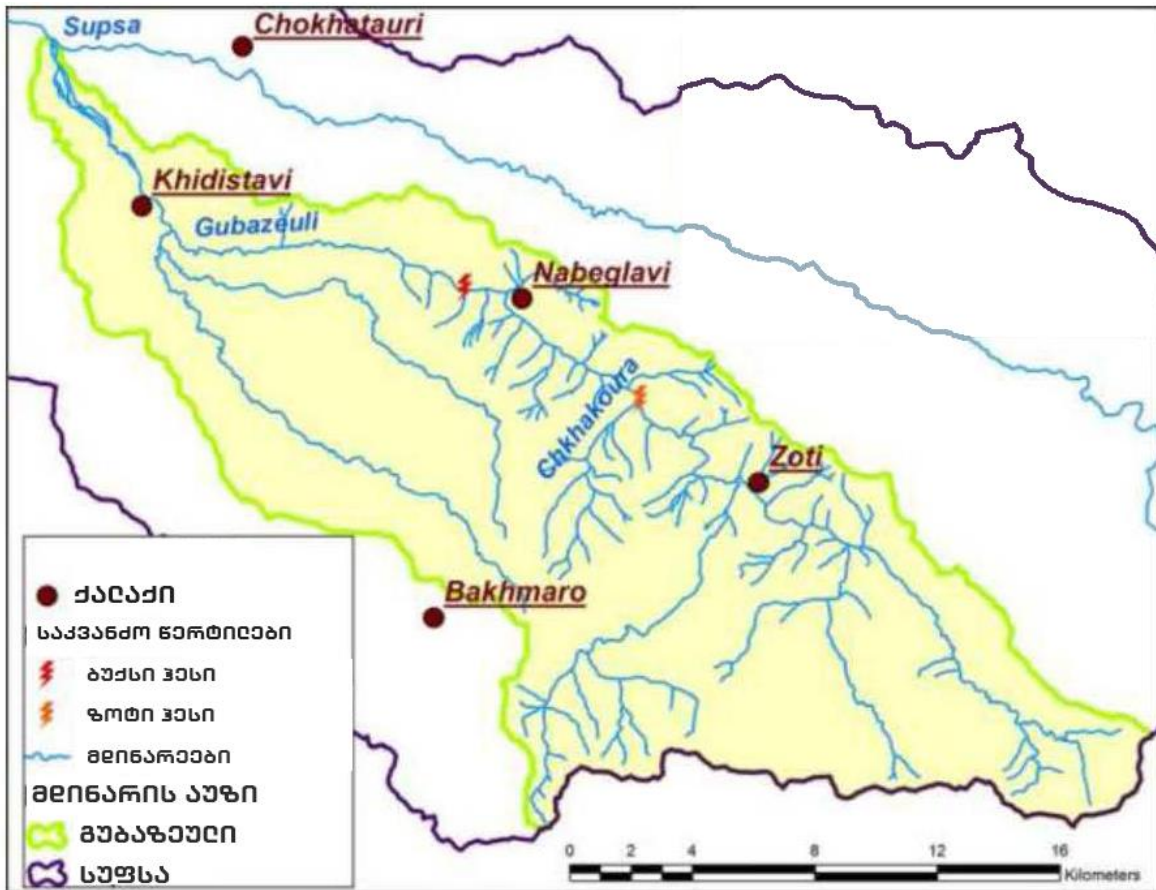 Supsa
Chokhatauri
Khidistavi
Gubazeuli
Nabeglavi
Chkhakoura
Zoti
Bakhmaro
ქალაქი
საკვანძო წერტილები
ბუქსი ჰესი
ზოტი ჰესი
მდინარეები
მდინარის აუზი
გუბაზეული
სუფსა
0 2 4 8 12 16
Kilometers